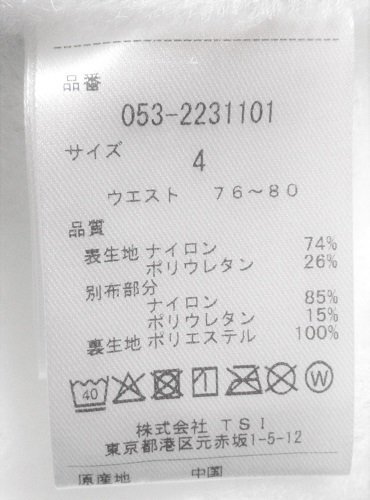 品番
053-2231101
サイズ
4
ウエスト 76～80
品質
表生地 ナイロン 74%
ポリウレタン 26%
別布部分
ナイロン 85%
ポリウレタン 15%
裏生地 ポリエステル 100%
40 W
株式会社 TSI
東京都港区元赤坂1-5-12
原産地 中国